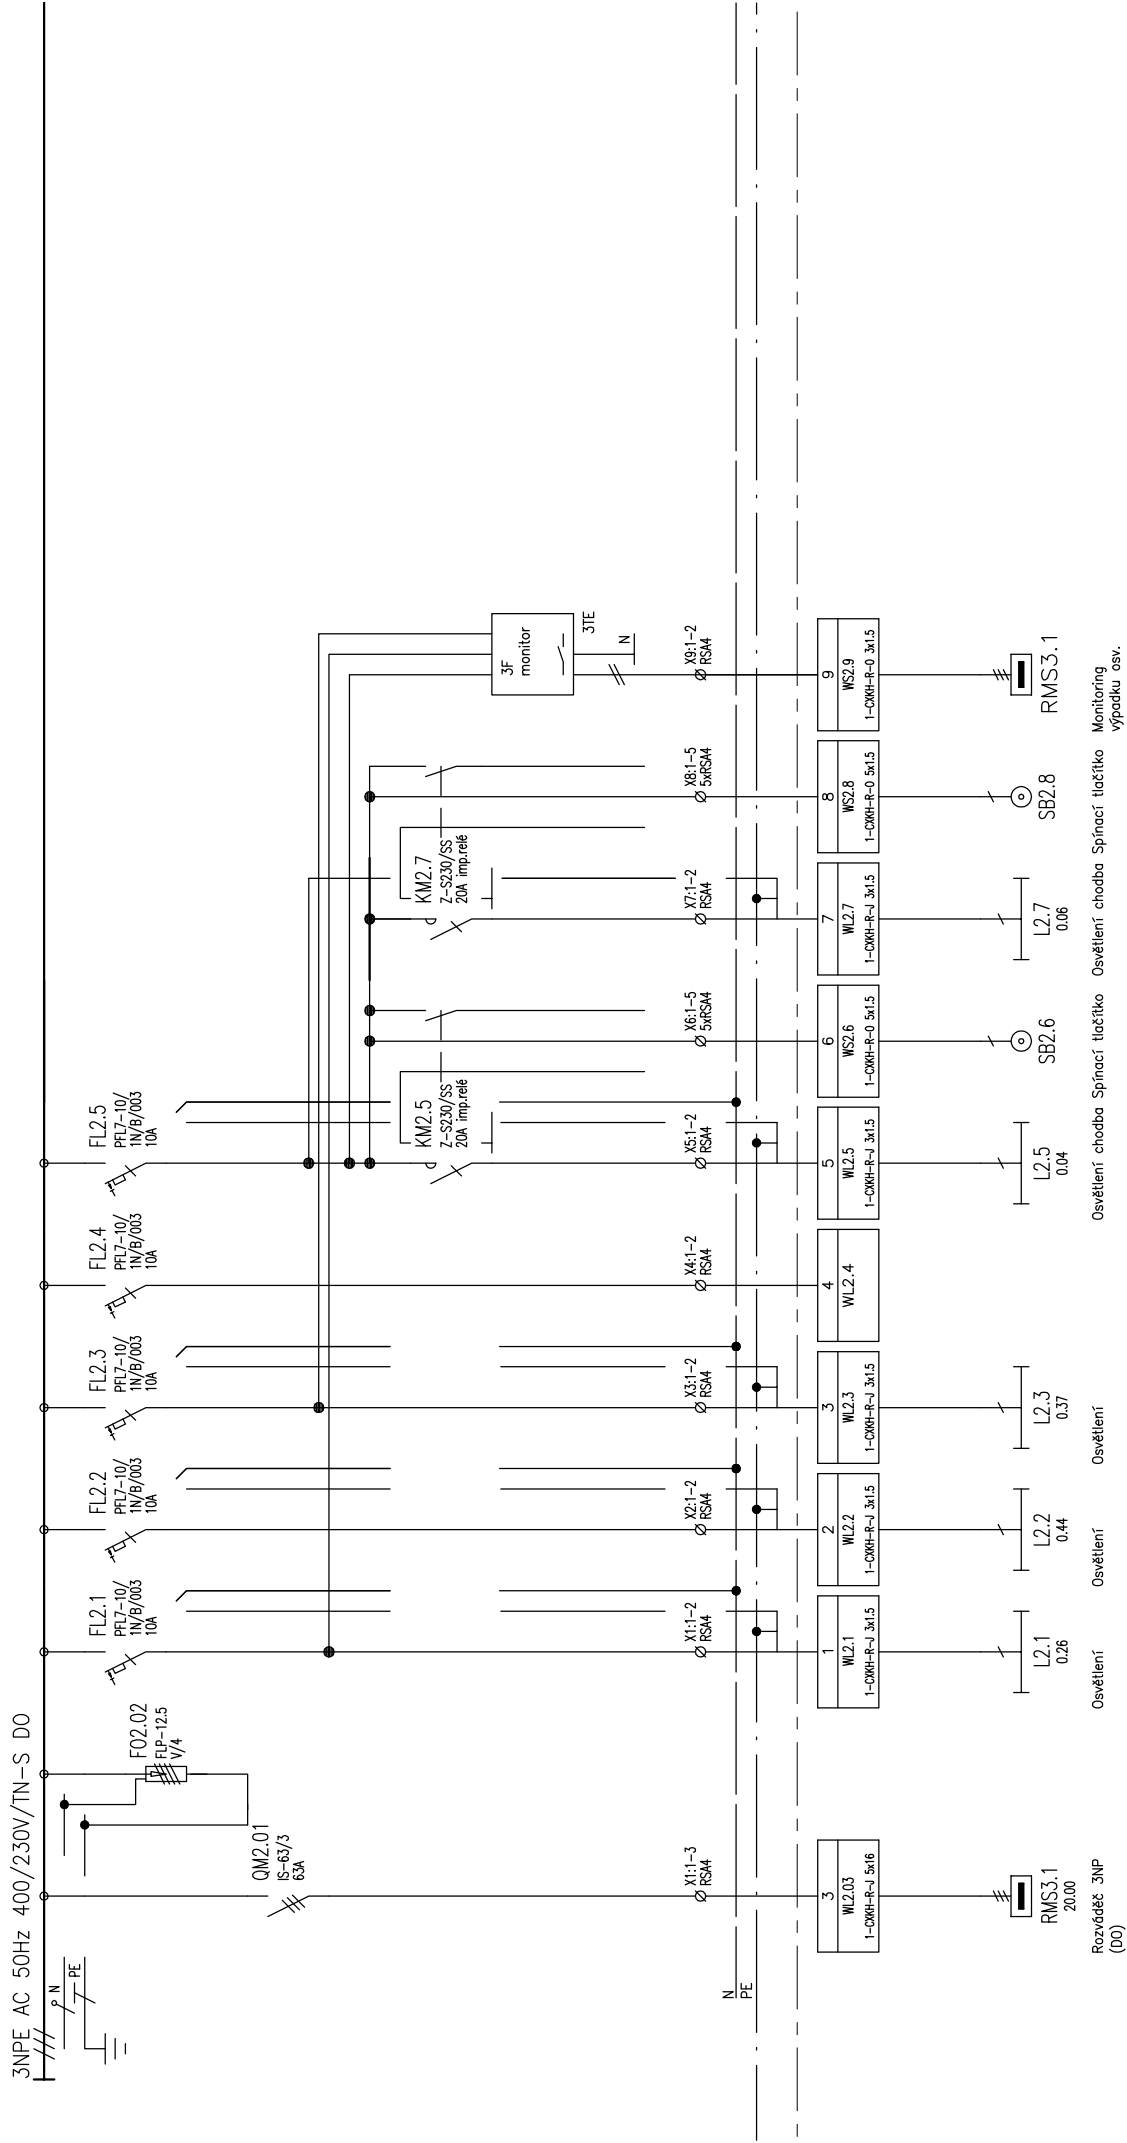 3NPE AC 50Hz 400/230V/TN-S DO
N
PE
QM2.01
IS-63/3
63A
X1:1-3
RSA4
N
PE
3
WL2.03
1-CXKH-R-J 5x16
RMS3.1
20.00
Rozváděč 3NP
(DO)
FO2.02
FLP-12.5
V/4
FL2.1
PFL7-10/
1N/B/003
10A
X1:1-2
RSA4
1
WL2.1
1-CXKH-R-J 3x1.5
L2.1
0.26
Osvětlení
FL2.2
PFL7-10/
1N/B/003
10A
X2:1-2
RSA4
2
WL2.2
1-CXKH-R-J 3x1.5
L2.2
0.44
Osvětlení
FL2.3
PFL7-10/
1N/B/003
10A
X3:1-2
RSA4
3
WL2.3
1-CXKH-R-J 3x1.5
L2.3
0.37
Osvětlení
FL2.4
PFL7-10/
1N/B/003
10A
X4:1-2
RSA4
4
WL2.4
FL2.5
PFL7-10/
1N/B/003
10A
KM2.5
Z-S230/SS
20A imp.relé
X5:1-2
RSA4
5
WL2.5
1-CXKH-R-J 3x1.5
L2.5
0.04
Osvětlení chodba
X6:1-5
5xRSA4
6
WS2.6
1-CXKH-R-O 5x1.5
SB2.6
Spínací tlačítko
KM2.7
Z-S230/SS
20A imp.relé
X7:1-2
RSA4
7
WL2.7
1-CXKH-R-J 3x1.5
L2.7
0.06
Osvětlení chodba
X8:1-5
5xRSA4
8
WS2.8
1-CXKH-R-O 5x1.5
SB2.8
Spínací tlačítko
3F
monitor
3TE
N
X9:1-2
RSA4
9
WS2.9
1-CXKH-R-O 3x1.5
RMS3.1
Monitoring
výpadku osv.